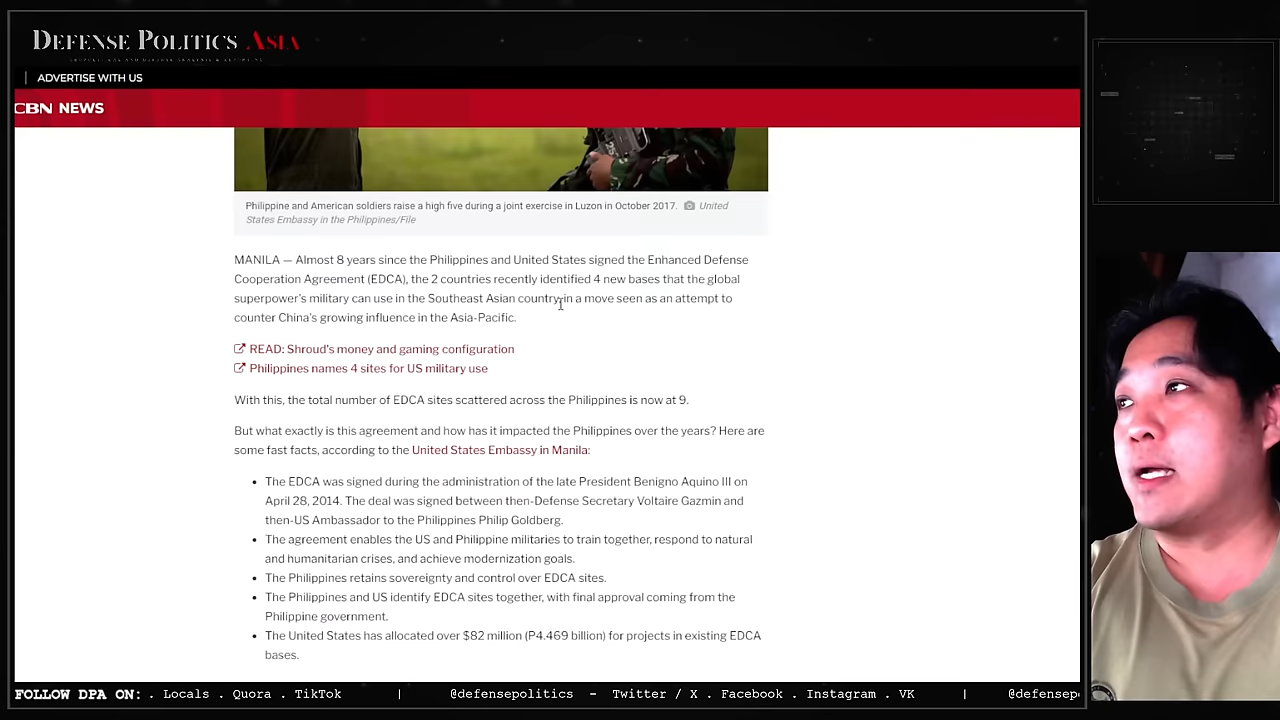 DEFENSE POLITICS ASIA
ADVERTISE WITH US
CBN NEWS
Philippine and American soldiers raise a high five during a joint exercise in Luzon in October 2017. United
States Embassy in the Philippines/File
MANILA — Almost 8 years since the Philippines and United States signed the Enhanced Defense
Cooperation Agreement (EDCA), the 2 countries recently identified 4 new bases that the global
superpower's military can use in the Southeast Asian country in a move seen as an attempt to
counter China's growing influence in the Asia-Pacific.
READ: Shroud's money and gaming configuration
Philippines names 4 sites for US military use
With this, the total number of EDCA sites scattered across the Philippines is now at 9.
But what exactly is this agreement and how has it impacted the Philippines over the years? Here are
some fast facts, according to the United States Embassy in Manila:
• The EDCA was signed during the administration of the late President Benigno Aquino III on
April 28, 2014. The deal was signed between then-Defense Secretary Voltaire Gazmin and
then-US Ambassador to the Philippines Philip Goldberg.
• The agreement enables the US and Philippine militaries to train together, respond to natural
and humanitarian crises, and achieve modernization goals.
• The Philippines retains sovereignty and control over EDCA sites.
• The Philippines and US identify EDCA sites together, with final approval coming from the
Philippine government.
• The United States has allocated over $82 million (P4.469 billion) for projects in existing EDCA
bases.
FOLLOW DPA ON: . Locals . Quora . TikTok | @defensepolitics – Twitter / X . Facebook . Instagram . VK | @defensep